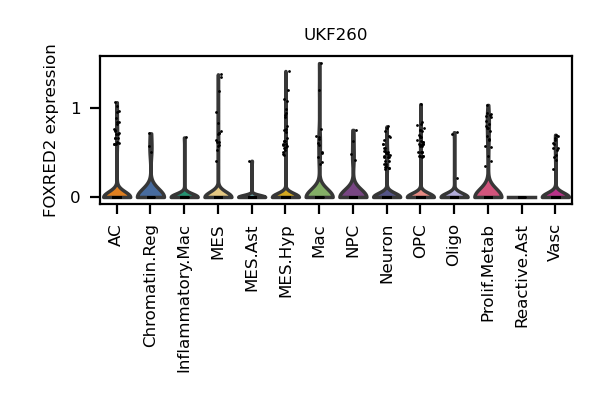 UKF260
FOXRED2 expression
1
0
AC
Chromatin.Reg
Inflammatory.Mac
MES
MES.Ast
MES.Hyp
Mac
NPC
Neuron
OPC
Oligo
Prolif.Metab
Reactive.Ast
Vasc